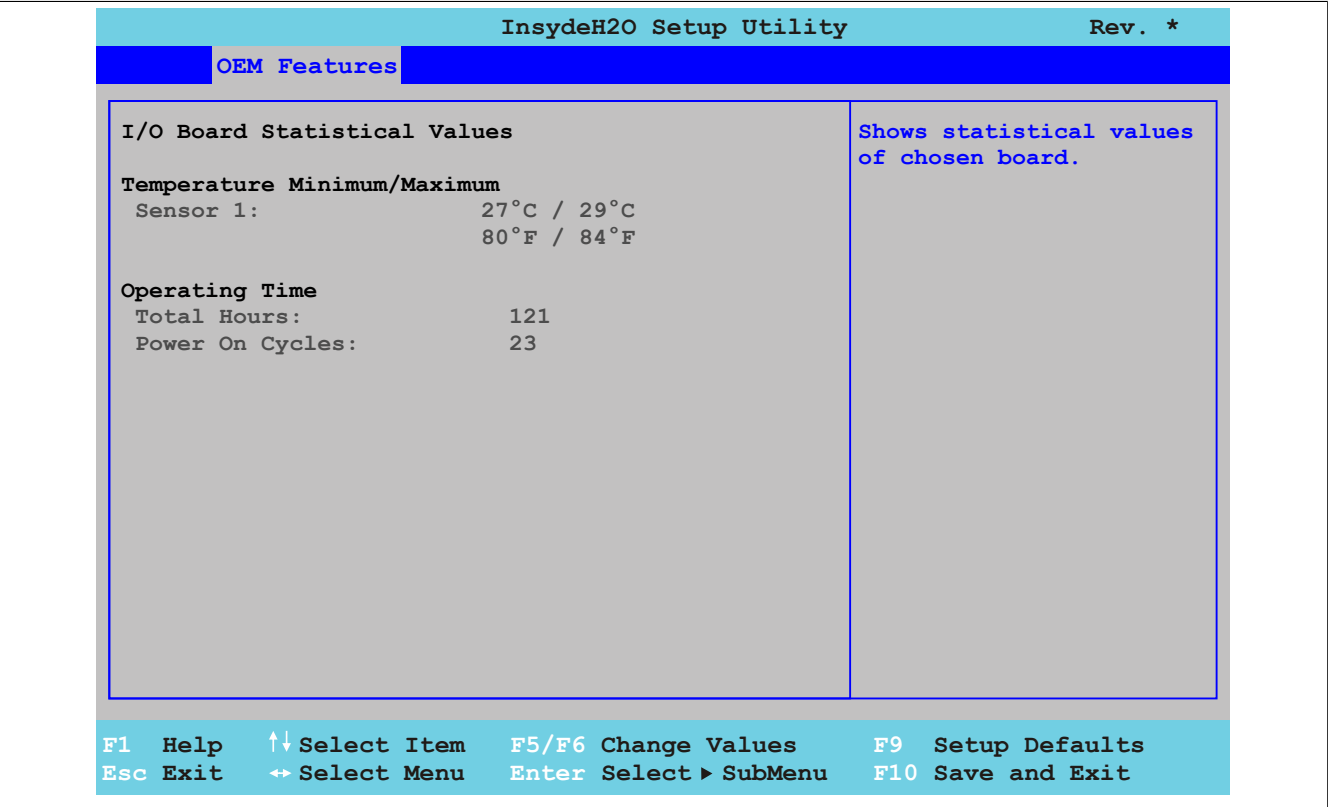 InsydeH2O Setup Utility Rev. *
OEM Features
I/O Board Statistical Values
Shows statistical values
of chosen board.
Temperature Minimum/Maximum
Sensor 1: 27°C / 29°C
80°F / 84°F
Operating Time
Total Hours: 121
Power On Cycles: 23
F1 Help ↑↓ Select Item F5/F6 Change Values F9 Setup Defaults
Esc Exit ↔ Select Menu Enter Select ▶ SubMenu F10 Save and Exit